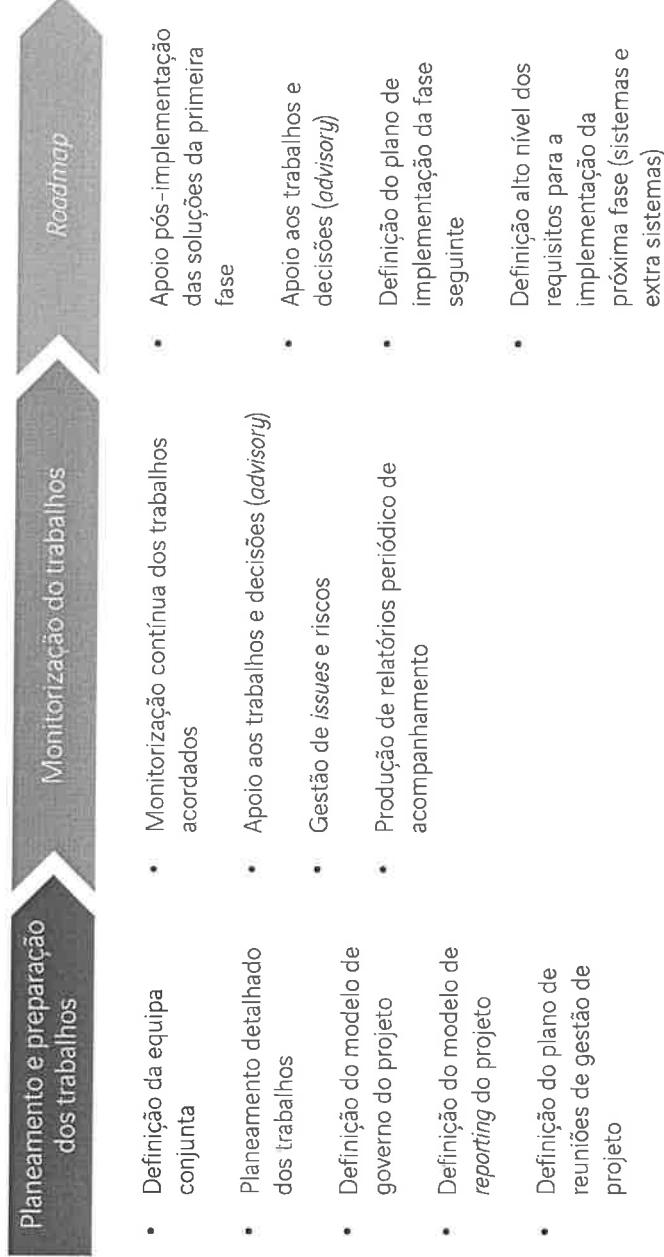 Planeamento e preparação
dos trabalhos
• Definição da equipa
conjunta
• Planeamento detalhado
dos trabalhos
• Definição do modelo de
governo do projeto
• Definição do modelo de
reporting do projeto
• Definição do plano de
reuniões de gestão de
projeto
Monitorização do trabalhos
• Monitorização contínua dos trabalhos
acordados
• Apoio aos trabalhos e decisões (advisory)
• Gestão de issues e riscos
• Produção de relatórios periódico de
acompanhamento
Roadmap
• Apoio pós-implementação
das soluções da primeira
fase
• Apoio aos trabalhos e
decisões (advisory)
• Definição do plano de
implementação da fase
seguinte
• Definição alto nível dos
requisitos para a
implementação da
próxima fase (sistemas e
extra sistemas)